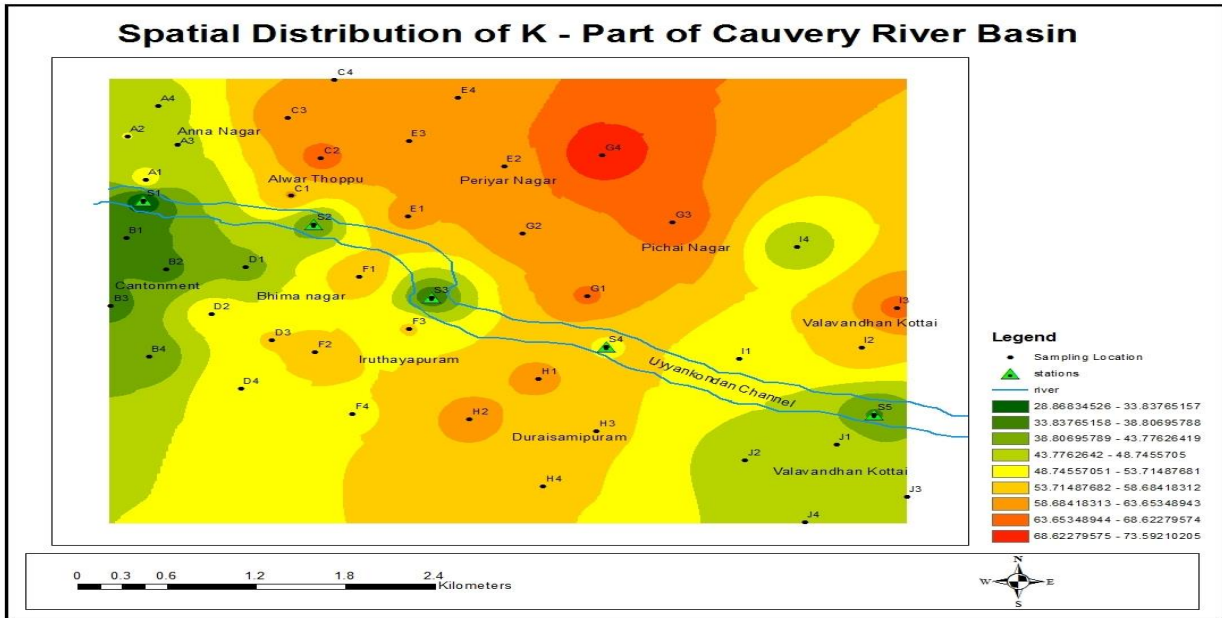 Spatial Distribution of K - Part of Cauvery River Basin
C4
A4
E4
C3
A2
Anna Nagar
A3
E3
C2
G4
E2
A1
Alwar Thoppu
Periyar Nagar
C1
S1
S2
E1
G3
B1
G2
Pichai Nagar
I4
B2
D1
F1
Cantonment
Bhima nagar
S3
G1
B3
D2
I3
F3
Valavandhan Kottai
D3
F2
S4
I2
B4
Iruthayapuram
I1
Uyyankondan Channel
D4
H1
F4
H2
S5
Duraisamipuram
H3
J1
J2
Valavandhan Kottai
H4
J3
J4
Legend
Sampling Location
stations
river
28.86834526 - 33.83765157
33.83765158 - 38.80695788
38.80695789 - 43.77626419
43.7762642 - 48.7455705
48.74557051 - 53.71487681
53.71487682 - 58.68418312
58.68418313 - 63.65348943
63.65348944 - 68.62279574
68.62279575 - 73.59210205
0 0.3 0.6 1.2 1.8 2.4
Kilometers
N
W E
S